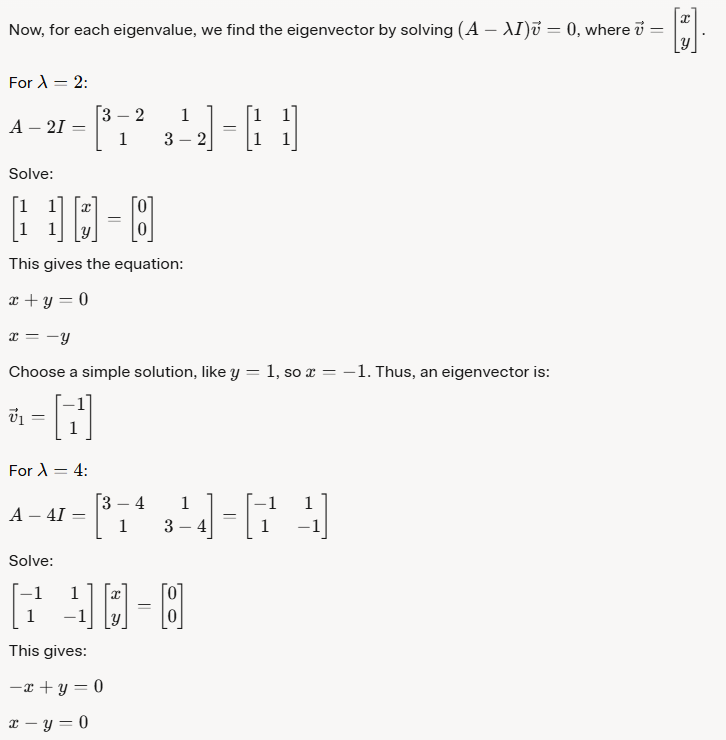 Now, for each eigenvalue, we find the eigenvector by solving $(A - \lambda I)\vec{v} = 0$, where $\vec{v} = \begin{bmatrix} x \\ y \end{bmatrix}$.
For $\lambda = 2$:
$A - 2I = \begin{bmatrix} 3-2 & 1 \\ 1 & 3-2 \end{bmatrix} = \begin{bmatrix} 1 & 1 \\ 1 & 1 \end{bmatrix}$
Solve:
$\begin{bmatrix} 1 & 1 \\ 1 & 1 \end{bmatrix} \begin{bmatrix} x \\ y \end{bmatrix} = \begin{bmatrix} 0 \\ 0 \end{bmatrix}$
This gives the equation:
$x + y = 0$
$x = -y$
Choose a simple solution, like $y = 1$, so $x = -1$. Thus, an eigenvector is:
$\vec{v}_1 = \begin{bmatrix} -1 \\ 1 \end{bmatrix}$
For $\lambda = 4$:
$A - 4I = \begin{bmatrix} 3-4 & 1 \\ 1 & 3-4 \end{bmatrix} = \begin{bmatrix} -1 & 1 \\ 1 & -1 \end{bmatrix}$
Solve:
$\begin{bmatrix} -1 & 1 \\ 1 & -1 \end{bmatrix} \begin{bmatrix} x \\ y \end{bmatrix} = \begin{bmatrix} 0 \\ 0 \end{bmatrix}$
This gives:
$-x + y = 0$
$x - y = 0$